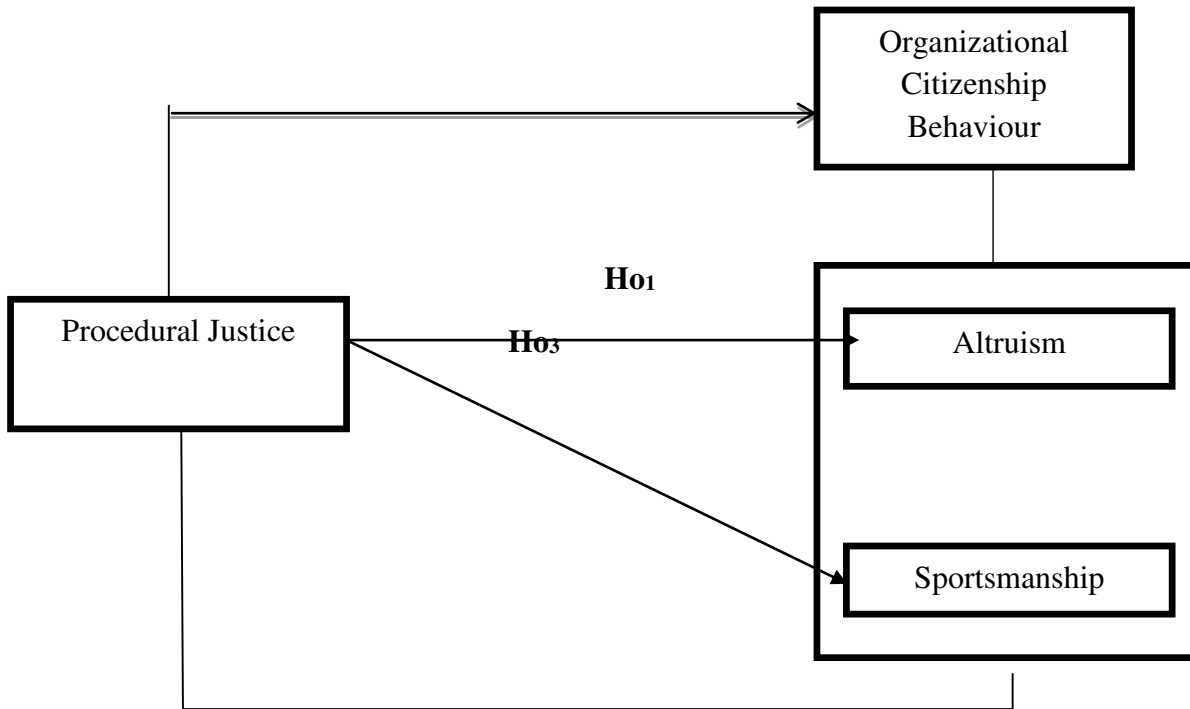 Organizational
Citizenship
Behaviour
Ho1
Procedural Justice
Ho3
Altruism
Sportsmanship